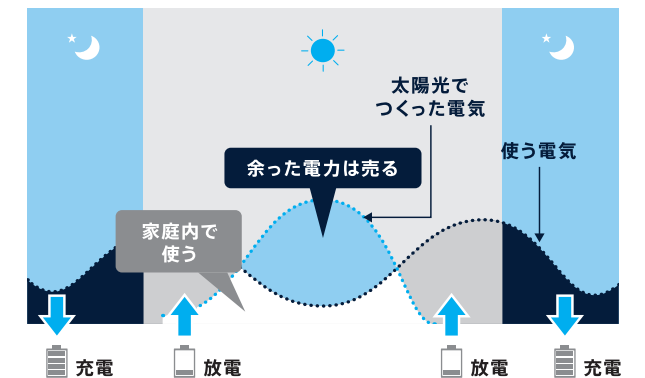 太陽光で
つくった電気
使う電気
余った電力は売る
家庭内で
使う
充電
放電
放電
充電